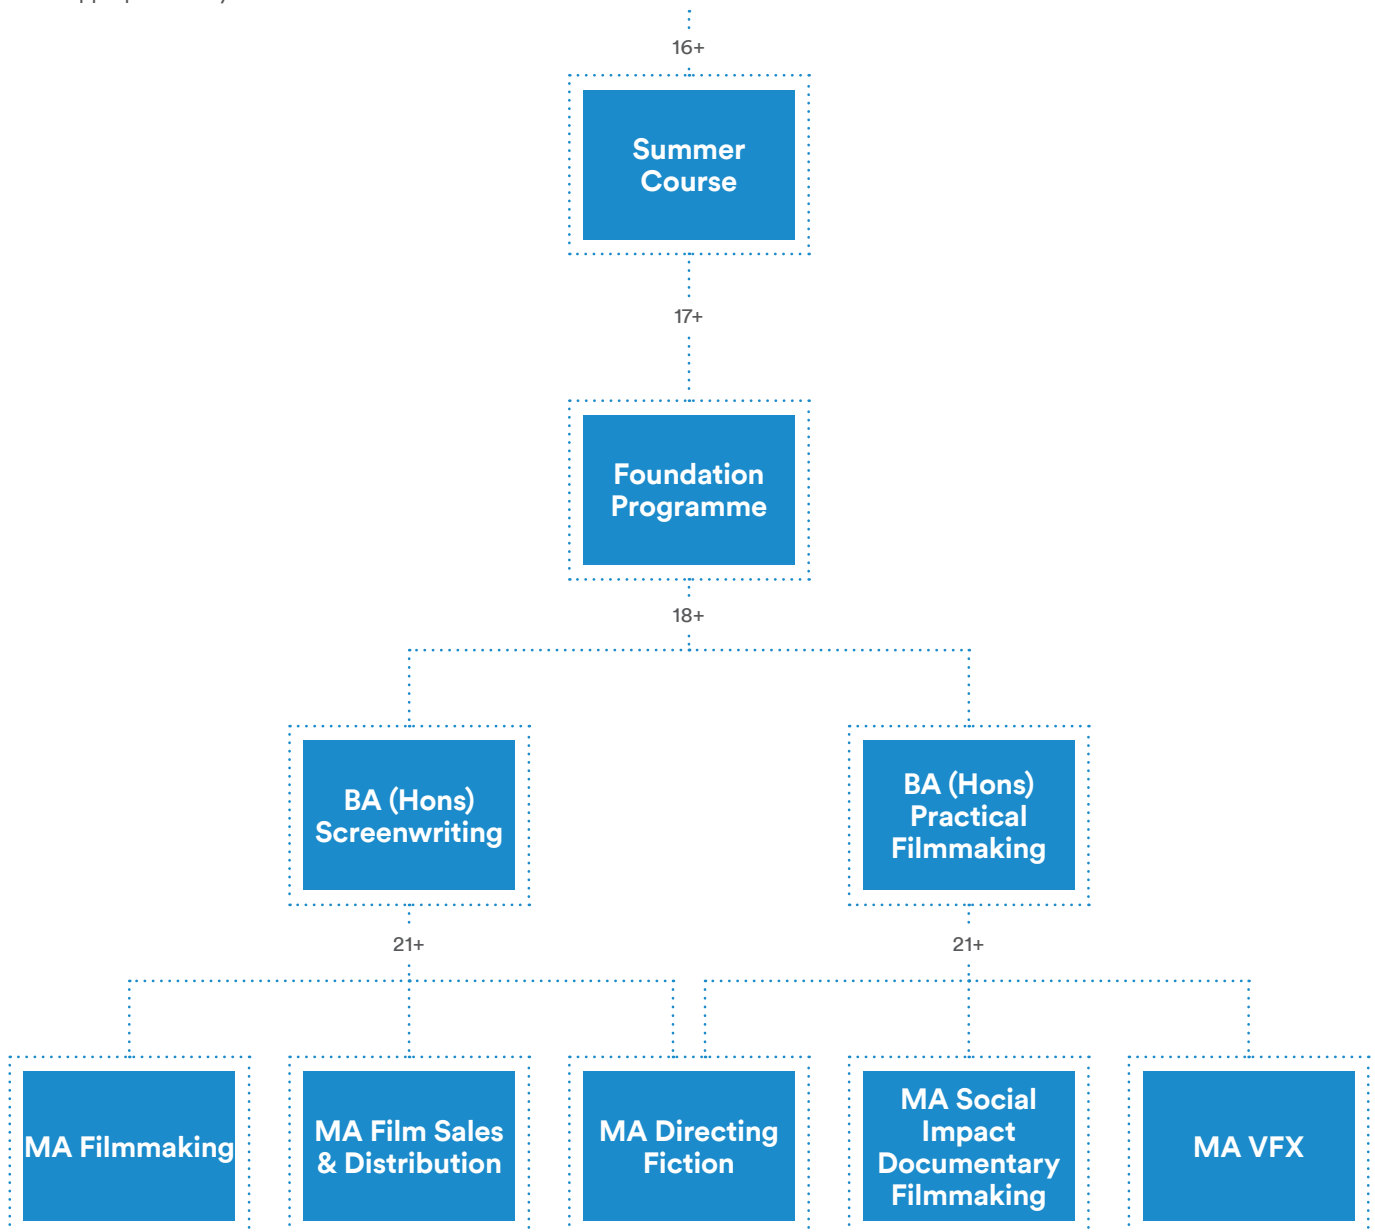 16+
Summer
Course
17+
Foundation
Programme
18+
BA (Hons)
Screenwriting
BA (Hons)
Practical
Filmmaking
21+
21+
MA Filmmaking
MA Film Sales
& Distribution
MA Directing
Fiction
MA Social
Impact
Documentary
Filmmaking
MA VFX